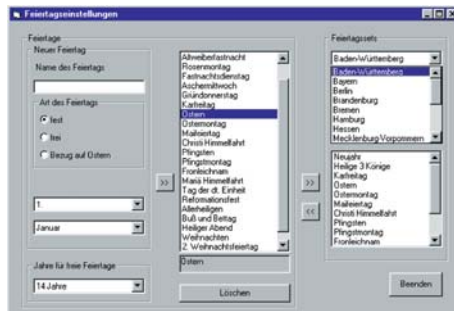 Feiertagseinstellungen
Feiertage
Neuer Feiertag
Name des Feiertags
Art des Feiertags
fest
frei
Bezug auf Ostern
1.
Januar
Jahre für freie Feiertage
14 Jahre
>>
Altweiberfastnacht
Rosenmontag
Fastnachtsdienstag
Aschermittwoch
Gründonnerstag
Karfreitag
Ostern
Ostermontag
Maifeiertag
Christi Himmelfahrt
Pfingsten
Pfingstmontag
Fronleichnam
Mariä Himmelfahrt
Tag der dt. Einheit
Reformationsfest
Allerheiligen
Buß und Bettag
Heiliger Abend
Weihnachten
2. Weihnachtsfeiertag
Ostern
Löschen
>>
<<
Feiertagssets
Baden-Württemberg
Baden-Württemberg
Bayern
Berlin
Brandenburg
Bremen
Hamburg
Hessen
Mecklenburg Vorpommern
Neujahr
Heilige 3 Könige
Karfreitag
Ostern
Ostermontag
Maifeiertag
Christi Himmelfahrt
Pfingsten
Pfingstmontag
Fronleichnam
Beenden